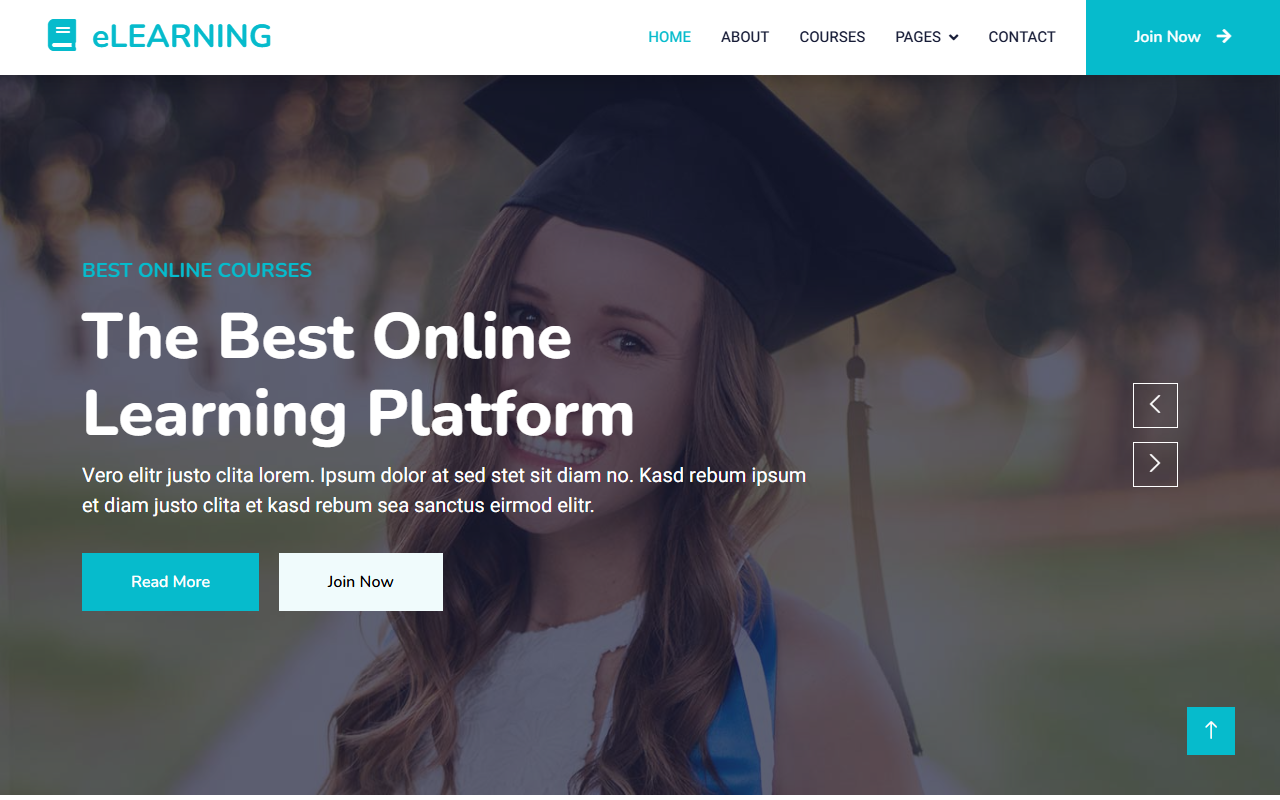 eLEARNING
HOME ABOUT COURSES PAGES CONTACT Join Now
BEST ONLINE COURSES
The Best Online
Learning Platform
Vero elitr justo clita lorem. Ipsum dolor at sed stet sit diam no. Kasd rebum ipsum
et diam justo clita et kasd rebum sea sanctus eirmod elitr.
Read More Join Now